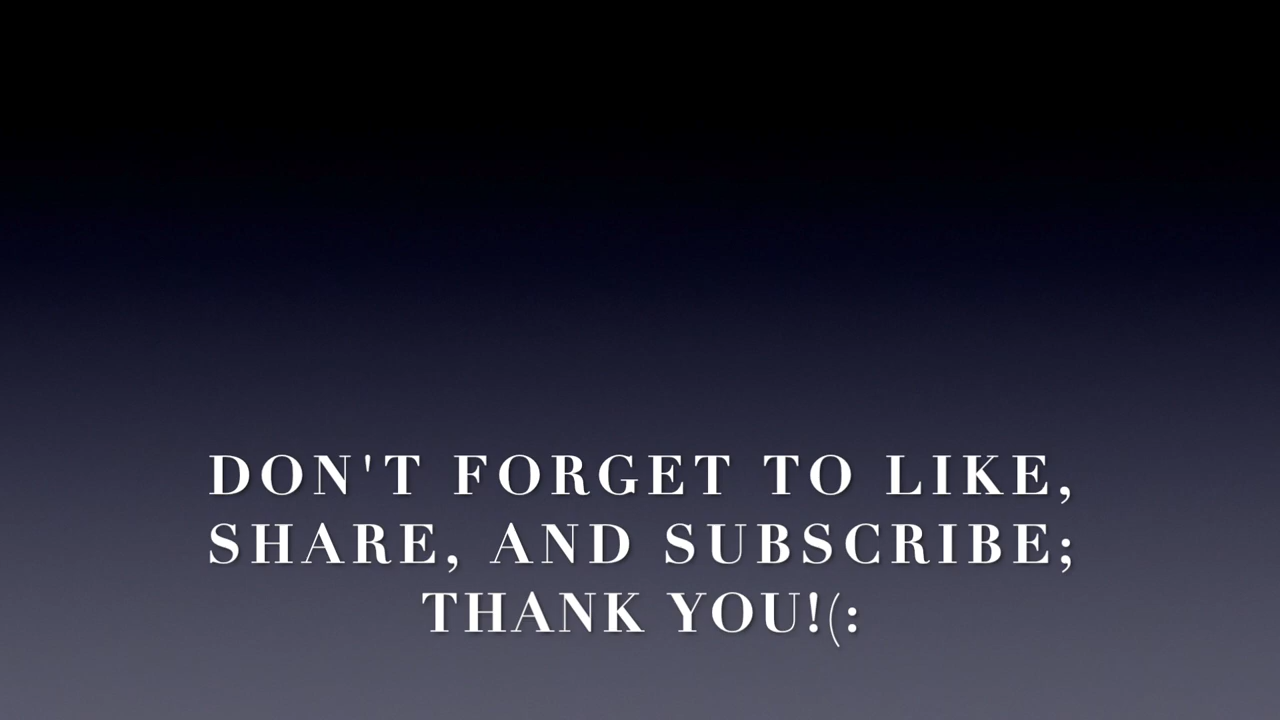 DON'T FORGET TO LIKE,
SHARE, AND SUBSCRIBE;
THANK YOU!(: